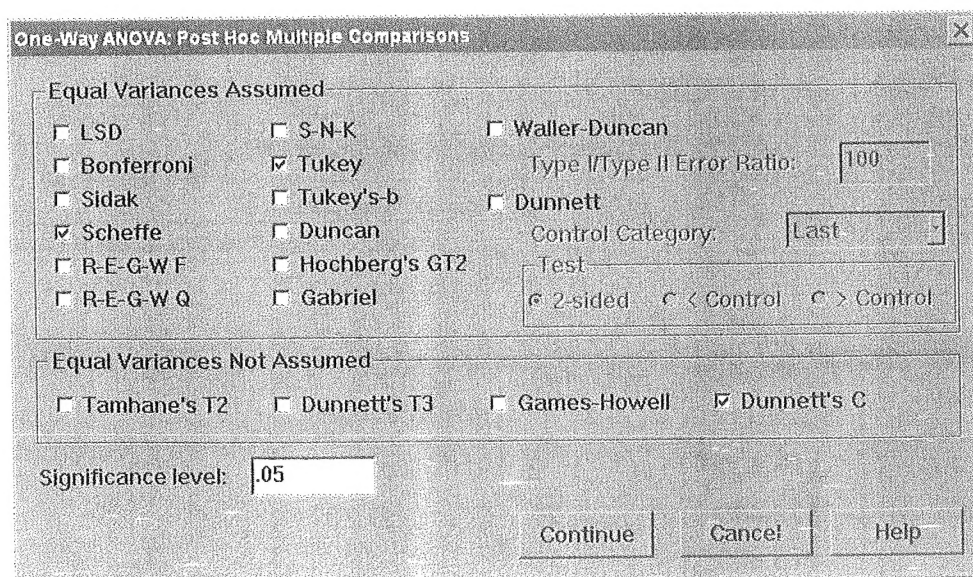 One-Way ANOVA: Post Hoc Multiple Comparisons
Equal Variances Assumed
LSD
Bonferroni
Sidak
Scheffe
R-E-G-W F
R-E-G-W Q
S-N-K
Tukey
Tukey's-b
Duncan
Hochberg's GT2
Gabriel
Waller-Duncan
Type I/Type II Error Ratio: 100
Dunnett
Control Category: Last
Test
2-sided < Control > Control
Equal Variances Not Assumed
Tamhane's T2 Dunnett's T3 Games-Howell Dunnett's C
Significance level: .05
Continue Cancel Help